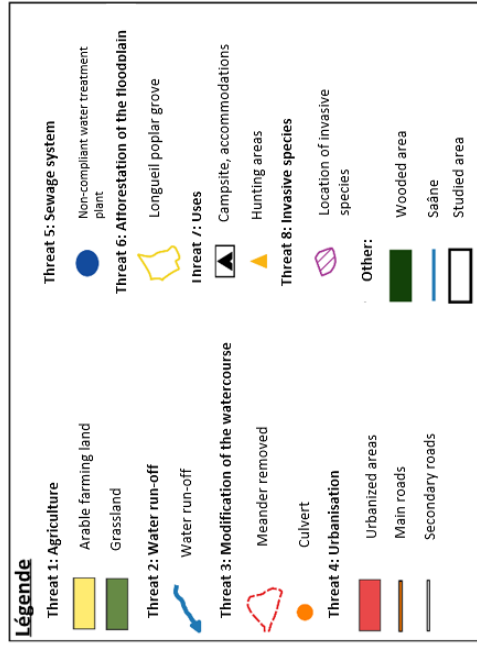 Légende
Threat 1: Agriculture
Arable farming land
Grassland
Threat 2: Water run-off
Water run-off
Threat 3: Modification of the watercourse
Meander removed
Culvert
Threat 4: Urbanisation
Urbanized areas
Main roads
Secondary roads
Threat 5: Sewage system
Non-compliant water treatment
plant
Threat 6: Afforestation of the floodplain
Longueil poplar grove
Threat 7: Uses
Campsite, accommodations
Hunting areas
Threat 8: Invasive species
Location of invasive
species
Other:
Wooded area
Saâne
Studied area